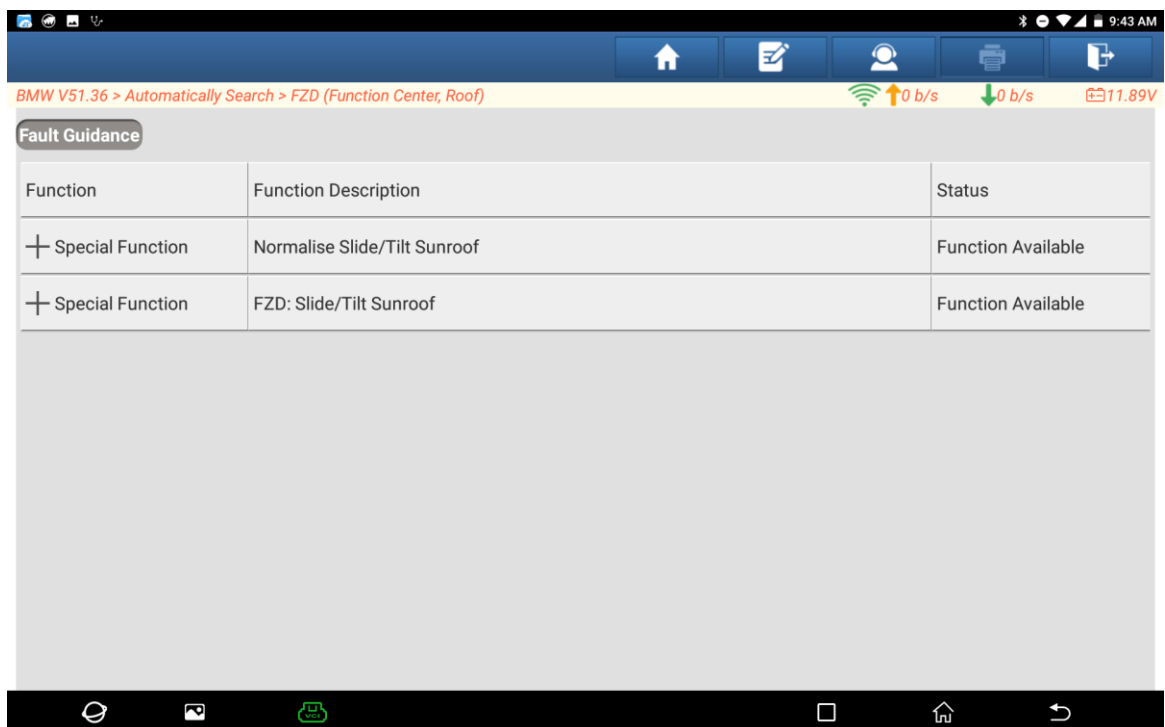 9:43 AM
BMW V51.36 > Automatically Search > FZD (Function Center, Roof) 0 b/s 0 b/s 11.89V
Fault Guidance
Function Function Description Status
Special Function Normalise Slide/Tilt Sunroof Function Available
Special Function FZD: Slide/Tilt Sunroof Function Available
VCI